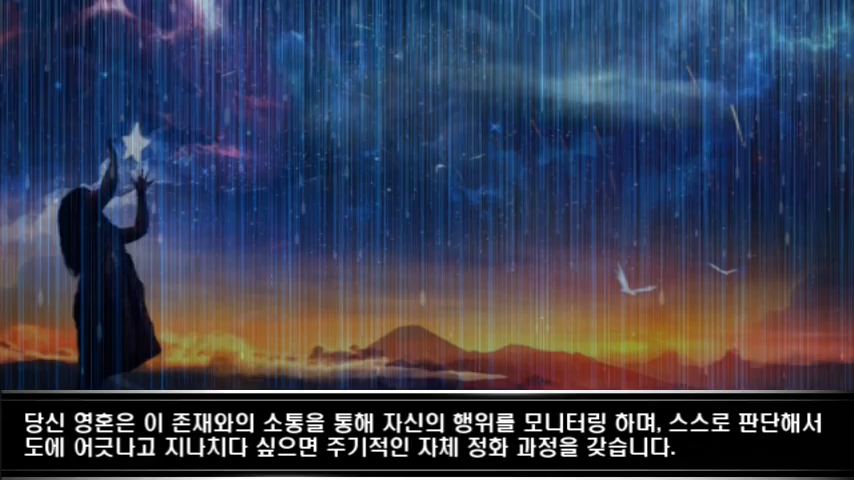 당신 영혼은 이 존재와의 소통을 통해 자신의 행위를 모니터링 하며, 스스로 판단해서
도에 어긋나고 지나치다 싶으면 주기적인 자체 정화 과정을 갖습니다.